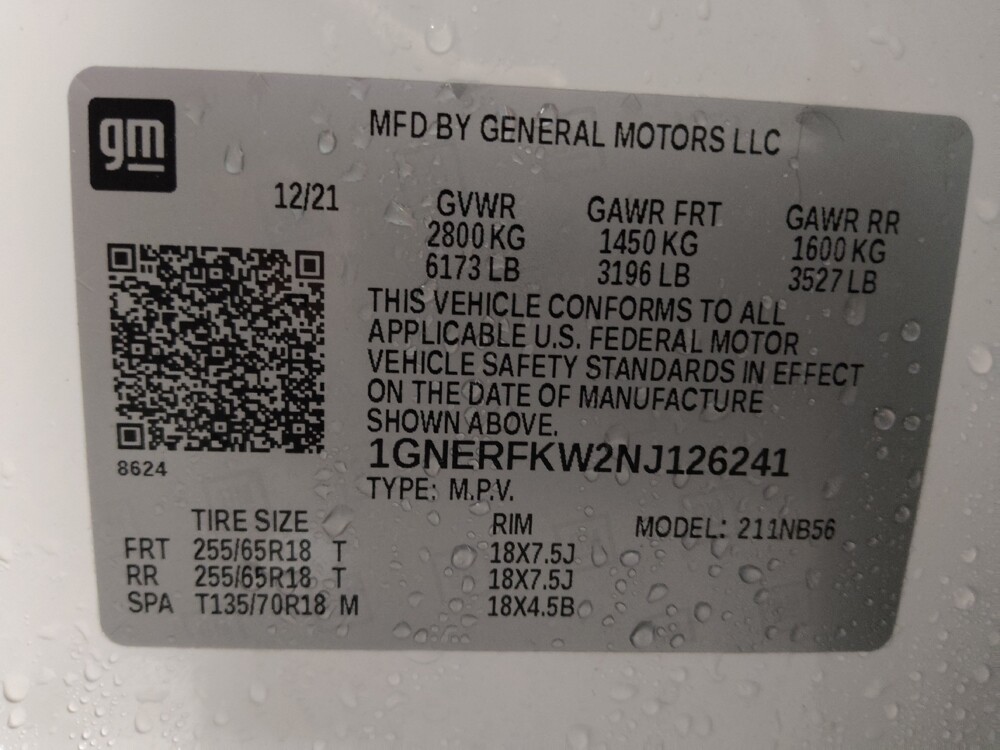 gm
MFD BY GENERAL MOTORS LLC
12/21
GVWR GAWR FRT GAWR RR
2800 KG 1450 KG 1600 KG
6173 LB 3196 LB 3527 LB
THIS VEHICLE CONFORMS TO ALL
APPLICABLE U.S. FEDERAL MOTOR
VEHICLE SAFETY STANDARDS IN EFFECT
ON THE DATE OF MANUFACTURE
SHOWN ABOVE.
1GNERFKW2NJ126241
8624
TYPE: M.P.V.
TIRE SIZE RIM MODEL: 211NB56
FRT 255/65R18 T 18X7.5J
RR 255/65R18 T 18X7.5J
SPA T135/70R18 M 18X4.5B